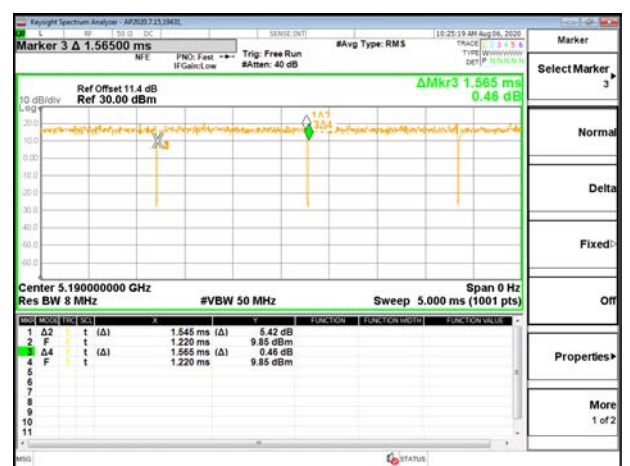 Keysight Spectrum Analyzer - AP2020.7.15,19431,
L RF 50 Ω DC SENSE:INT 10:25:19 AM Aug 06, 2020
Marker 3 Δ 1.56500 ms #Avg Type: RMS TRACE 1 2 3 4 5 6
NFE PNO: Fast Trig: Free Run TYPE
IFGain:Low #Atten: 40 dB DET P N N N N N
Ref Offset 11.4 dB ΔMkr3 1.565 ms
10 dB/div Ref 30.00 dBm 0.46 dB
Log
20.0
10.0
0.00
-10.0
-20.0
-30.0
-40.0
-50.0
-60.0
1Δ2
3Δ4
Center 5.190000000 GHz Span 0 Hz
Res BW 8 MHz #VBW 50 MHz Sweep 5.000 ms (1001 pts)
MKR MODE TRC SCL X Y FUNCTION FUNCTION WIDTH FUNCTION VALUE
1 Δ2 1 t (Δ) 1.545 ms (Δ) 5.42 dB
2 F 1 t 1.220 ms 9.85 dBm
3 Δ4 1 t (Δ) 1.565 ms (Δ) 0.46 dB
4 F 1 t 1.220 ms 9.85 dBm
5
6
7
8
9
10
11
MSG STATUS
Marker
Select Marker
3
Normal
Delta
Fixed
Off
Properties
More
1 of 2